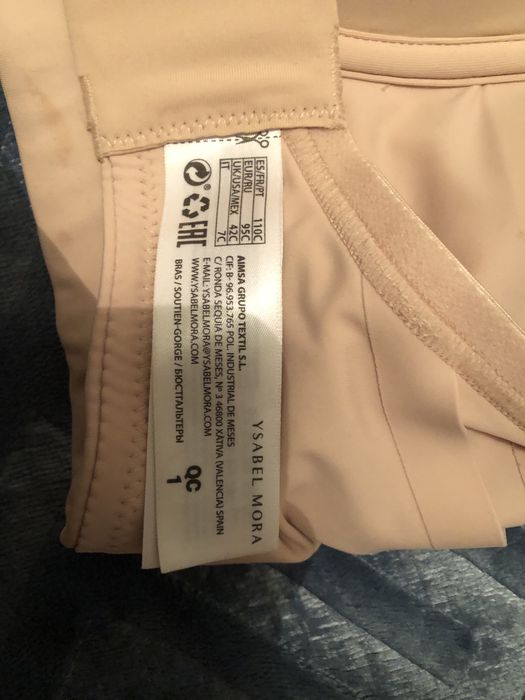 YSABEL MORA
ES/FR/PT 110C
EUR/RU 95C
UK/USA/MEX 42C
IT 7C
EAC
AIMSA GRUPO TEXTIL S.L.
CIF: B- 96.953.765 POL. INDUSTRIAL DE MESES
C/ RONDA SEQUIA DE MESES, Nº 3 46800 XÀTIVA (VALENCIA) SPAIN
E-MAIL: YSABELMORA@YSABELMORA.COM
WWW.YSABELMORA.COM
BRAS / SOUTIEN-GORGE / БЮСТГАЛЬТЕРЫ
QC
1